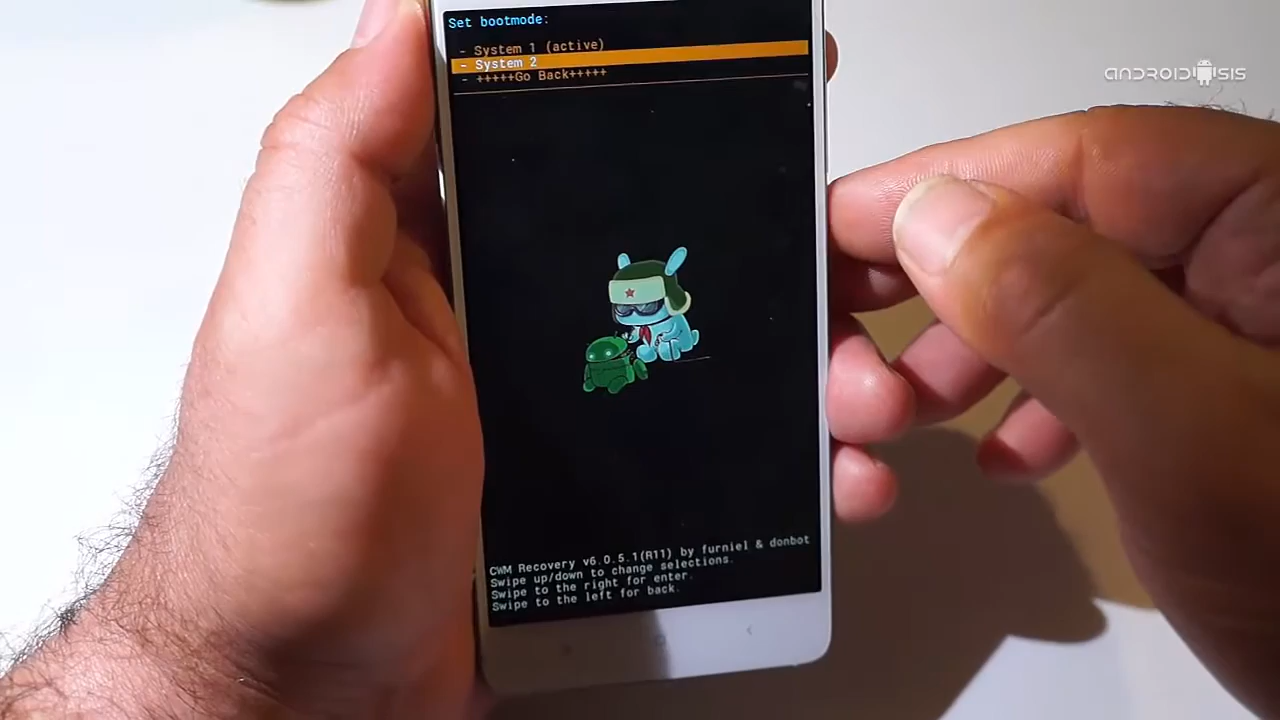 Set bootmode:
- System 1 (active)
- System 2
- +++++Go Back+++++
ANDROIDSIS
CWM Recovery v6.0.5.1(R11) by furniel & donbot
Swipe up/down to change selections.
Swipe to the right for enter.
Swipe to the left for back.